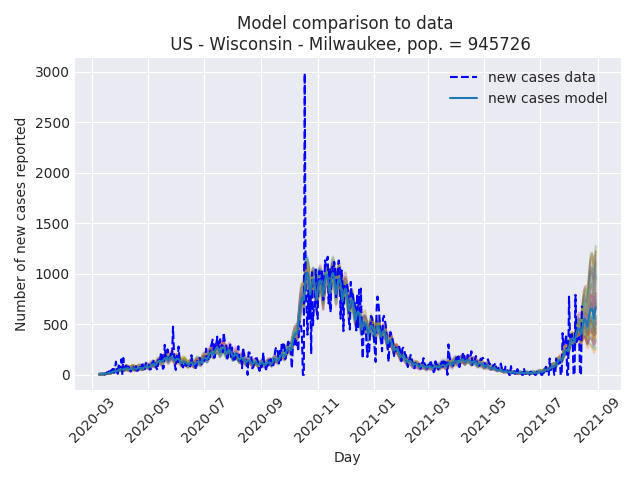 Model comparison to data
US - Wisconsin - Milwaukee, pop. = 945726
new cases data
new cases model
Number of new cases reported
3000
2500
2000
1500
1000
500
0
2020-03
2020-05
2020-07
2020-09
2020-11
2021-01
2021-03
2021-05
2021-07
2021-09
Day